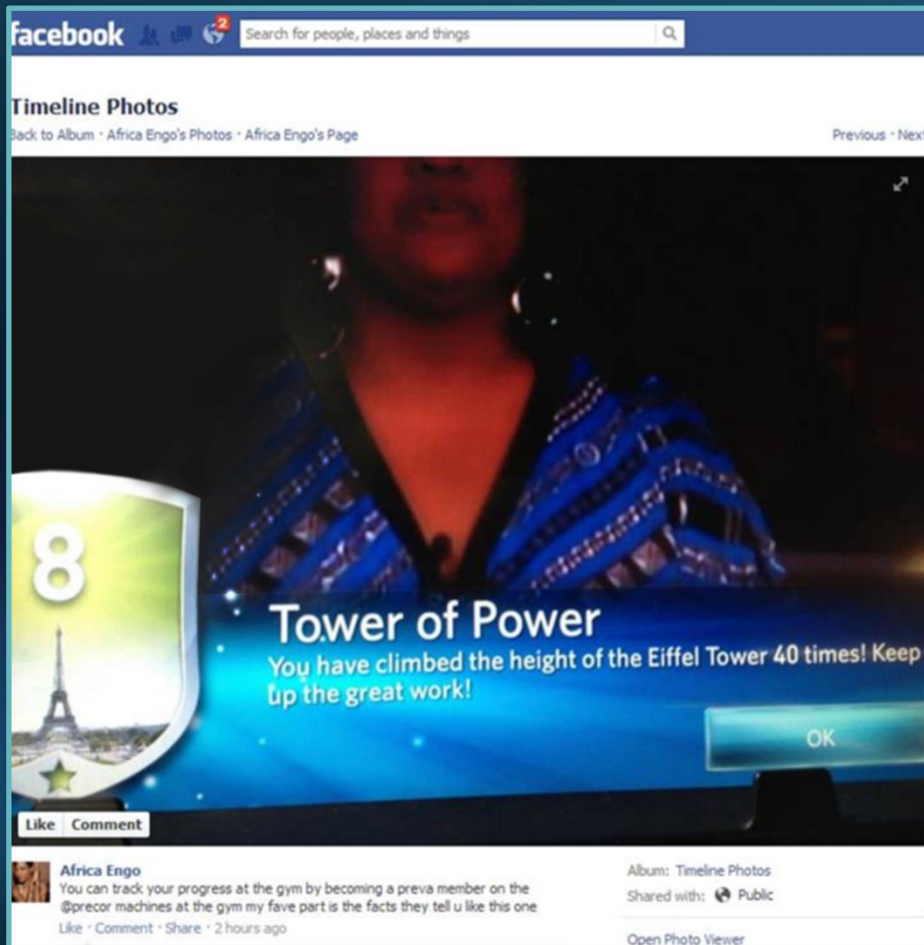 facebook 2 Search for people, places and things
Timeline Photos
Back to Album · Africa Engo's Photos · Africa Engo's Page Previous · Next
8
Tower of Power
You have climbed the height of the Eiffel Tower 40 times! Keep
up the great work!
OK
Like Comment
Africa Engo
You can track your progress at the gym by becoming a preva member on the
@precor machines at the gym my fave part is the facts they tell u like this one
Like · Comment · Share · 2 hours ago
Album: Timeline Photos
Shared with: Public
Open Photo Viewer